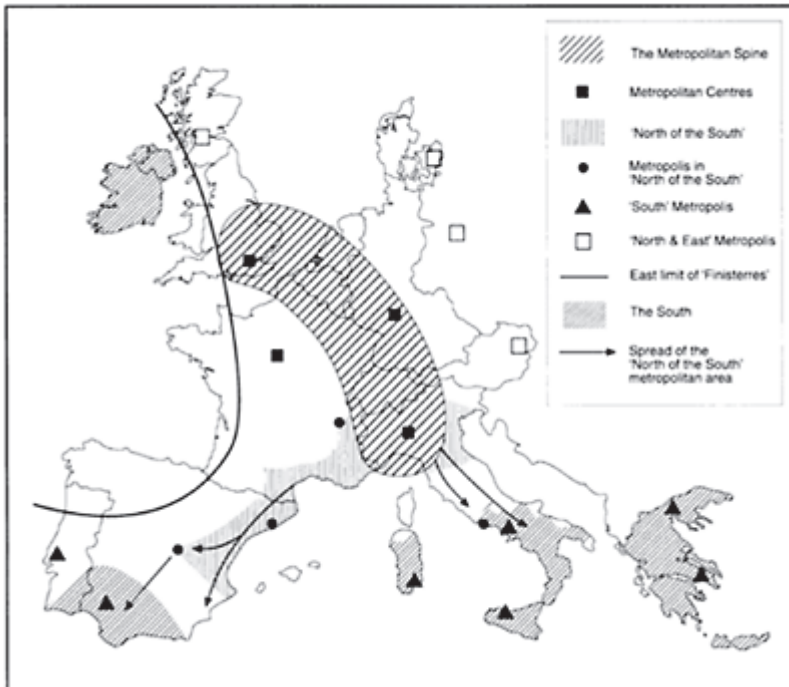 The Metropolitan Spine
Metropolitan Centres
'North of the South'
Metropolis in
'North of the South'
'South' Metropolis
'North & East' Metropolis
East limit of 'Finisterres'
The South
Spread of the
'North of the South'
metropolitan area